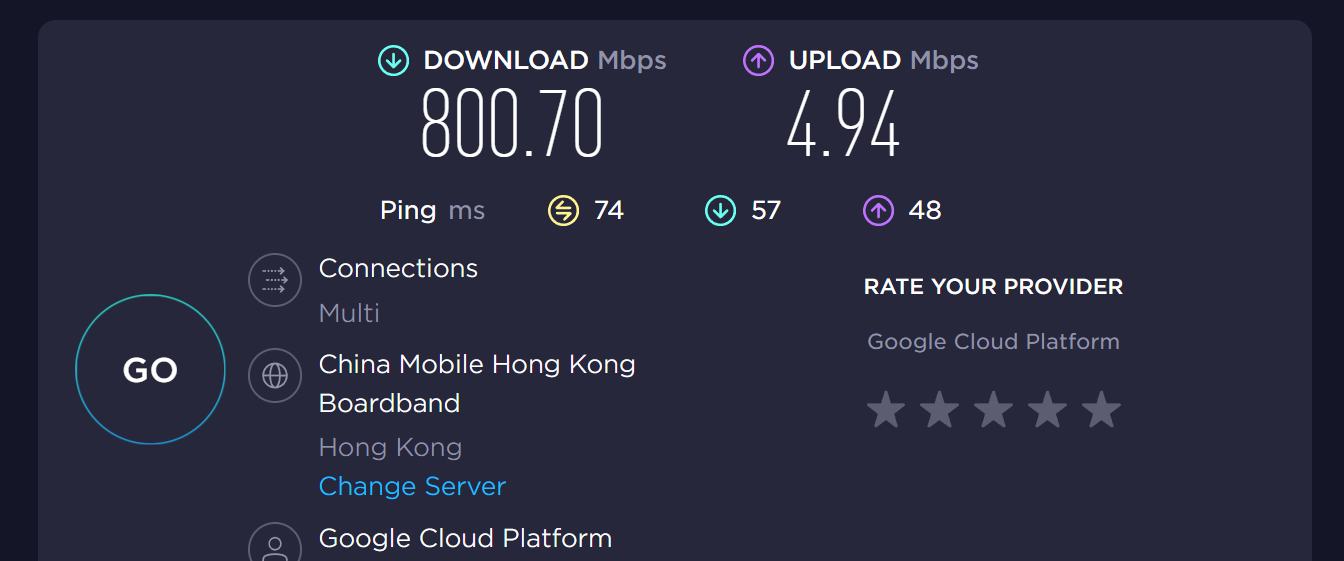 DOWNLOAD Mbps
UPLOAD Mbps
800.70
4.94
Ping ms 74 57 48
Connections
Multi
GO
China Mobile Hong Kong
Boardband
Hong Kong
Change Server
Google Cloud Platform
RATE YOUR PROVIDER
Google Cloud Platform